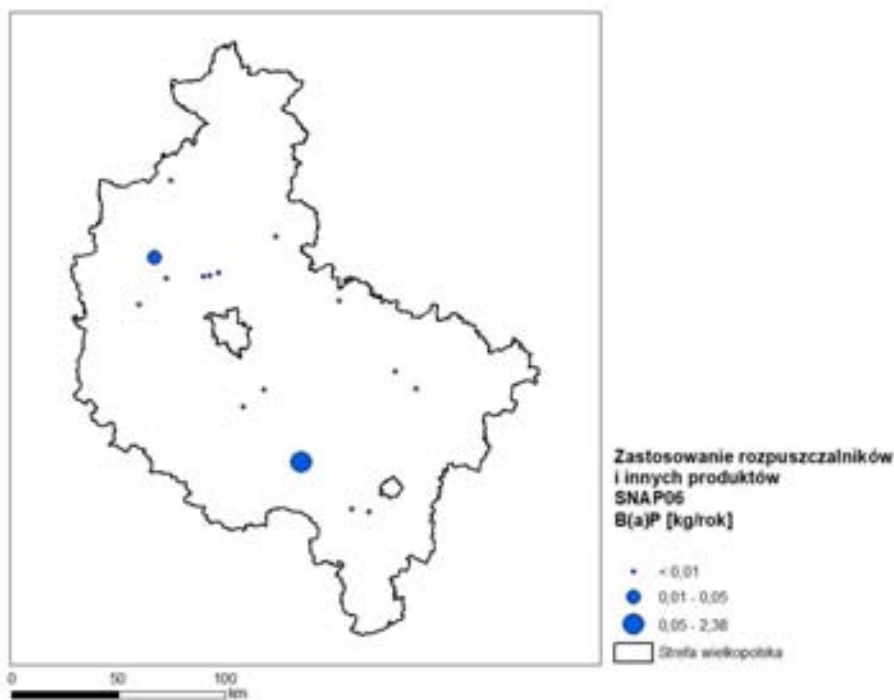 Zastosowanie rozpuszczalników
i innych produktów
SNAP06
B(a)P [kg/rok]
< 0,01
0,01 - 0,05
0,05 - 2,38
Strefa wielkopolska
0 50 100
km